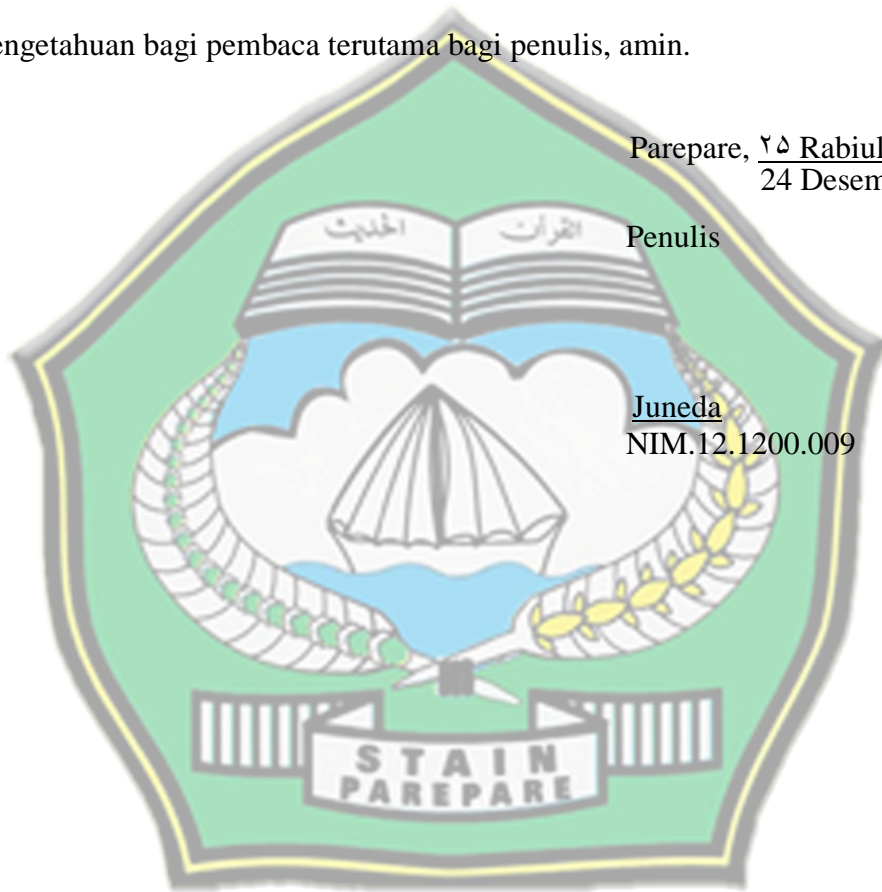 engetahuan bagi pembaca terutama bagi penulis, amin.
Parepare, ٢٥ Rabiul
24 Desem
القرأن الحديث
Penulis
Juneda
NIM.12.1200.009
STAIN
PAREPARE